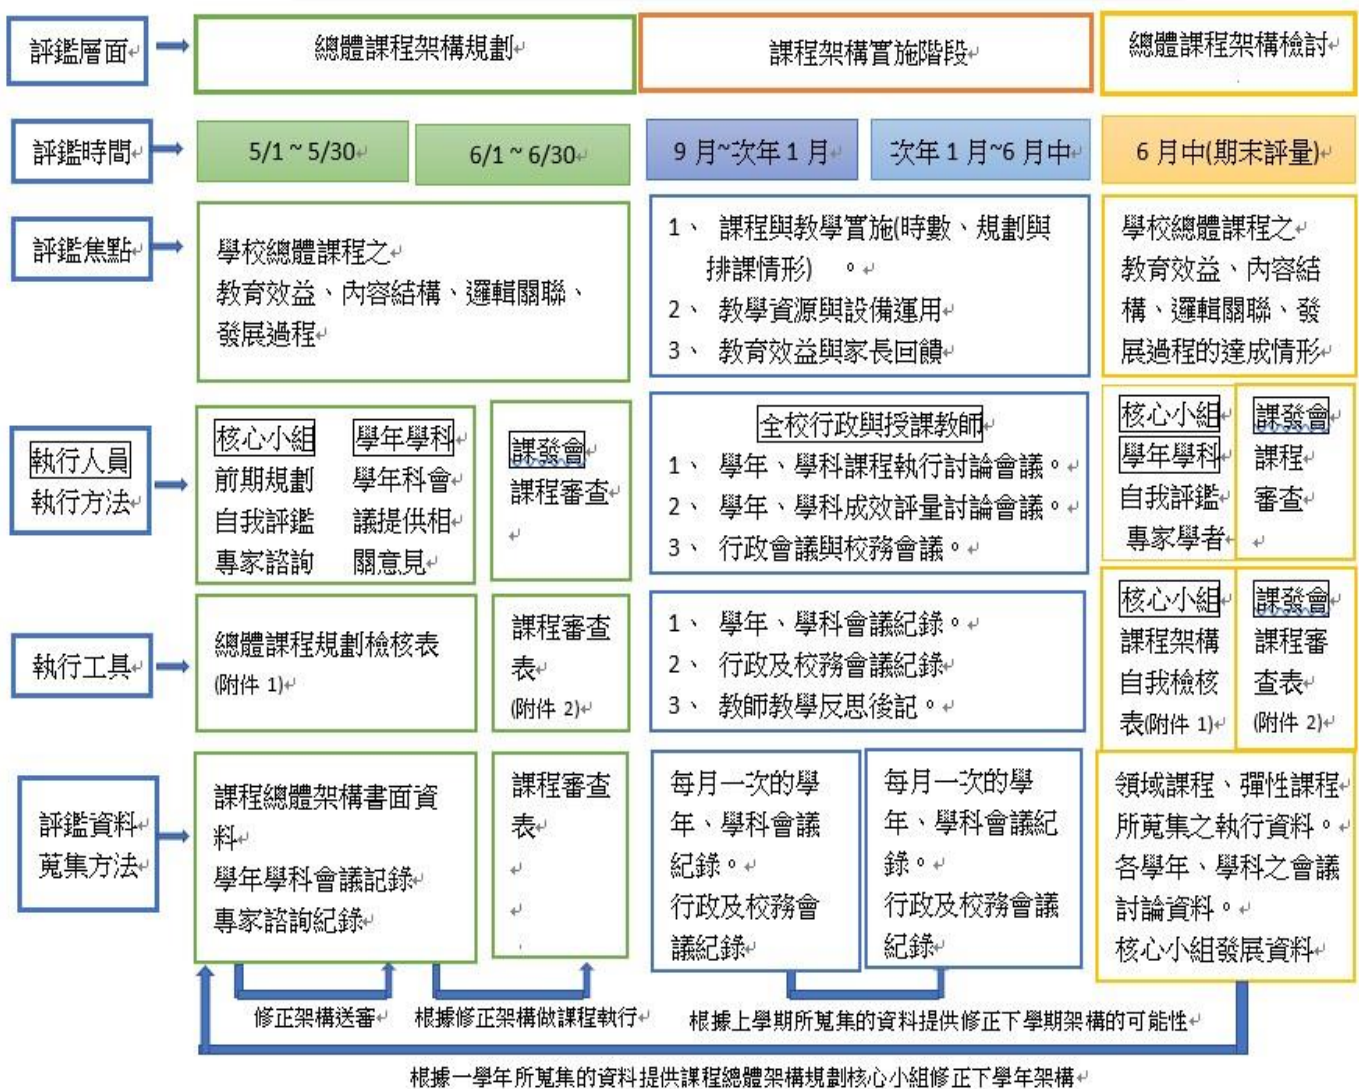 評鑑層面
總體課程架構規劃
課程架構實施階段
總體課程架構檢討
評鑑時間
5/1 ~ 5/30
6/1 ~ 6/30
9 月~次年 1 月
次年 1 月~6 月中
6 月中(期末評量)
評鑑焦點
學校總體課程之
教育效益、內容結構、邏輯關聯、
發展過程
1、 課程與教學實施(時數、規劃與
排課情形) 。
2、 教學資源與設備運用
3、 教育效益與家長回饋
學校總體課程之
教育效益、內容結
構、邏輯關聯、發
展過程的達成情形
執行人員
執行方法
核心小組
前期規劃
自我評鑑
專家諮詢
學年學科
學年科會
議提供相
關意見
課發會
課程審查
全校行政與授課教師
1、 學年、學科課程執行討論會議。
2、 學年、學科成效評量討論會議。
3、 行政會議與校務會議。
核心小組
學年學科
自我評鑑
專家學者
課發會
課程
審查
執行工具
總體課程規劃檢核表
(附件 1)
課程審查
表
(附件 2)
1、 學年、學科會議紀錄。
2、 行政及校務會議紀錄
3、 教師教學反思後記。
核心小組
課程架構
自我檢核
表(附件 1)
課發會
課程審
查表
(附件 2)
評鑑資料
蒐集方法
課程總體架構書面資
料
學年學科會議記錄
專家諮詢紀錄
課程審查
表
每月一次的學
年、學科會議
紀錄。
行政及校務會
議紀錄
每月一次的學
年、學科會議紀
錄。
行政及校務會議
紀錄
領域課程、彈性課程
所蒐集之執行資料。
各學年、學科之會議
討論資料。
核心小組發展資料
修正架構送審
根據修正架構做課程執行
根據上學期所蒐集的資料提供修正下學期架構的可能性
根據一學年所蒐集的資料提供課程總體架構規劃核心小組修正下學年架構